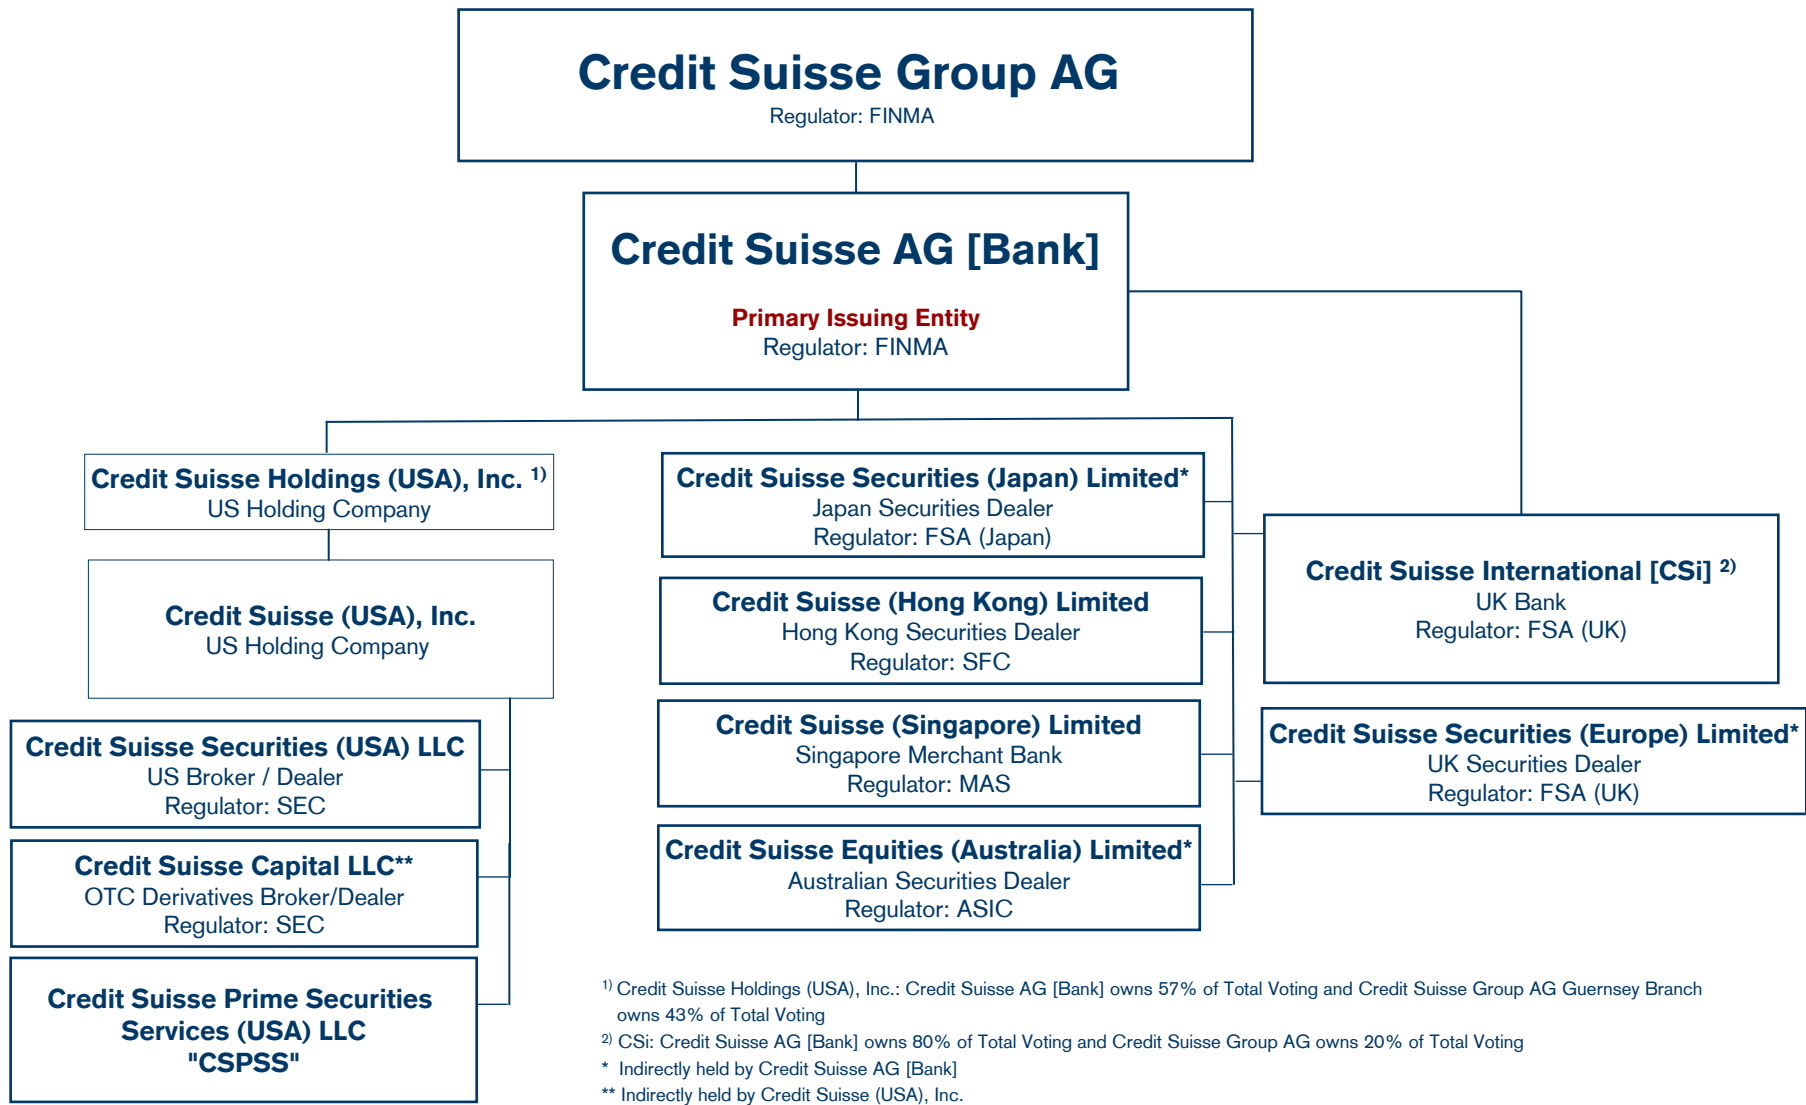 Credit Suisse Group AG
Regulator: FINMA
Credit Suisse AG [Bank]
Primary Issuing Entity
Regulator: FINMA
Credit Suisse Holdings (USA), Inc. 1)
US Holding Company
Credit Suisse (USA), Inc.
US Holding Company
Credit Suisse Securities (USA) LLC
US Broker / Dealer
Regulator: SEC
Credit Suisse Capital LLC**
OTC Derivatives Broker/Dealer
Regulator: SEC
Credit Suisse Prime Securities
Services (USA) LLC
"CSPSS"
Credit Suisse Securities (Japan) Limited*
Japan Securities Dealer
Regulator: FSA (Japan)
Credit Suisse (Hong Kong) Limited
Hong Kong Securities Dealer
Regulator: SFC
Credit Suisse (Singapore) Limited
Singapore Merchant Bank
Regulator: MAS
Credit Suisse Equities (Australia) Limited*
Australian Securities Dealer
Regulator: ASIC
Credit Suisse International [CSi] 2)
UK Bank
Regulator: FSA (UK)
Credit Suisse Securities (Europe) Limited*
UK Securities Dealer
Regulator: FSA (UK)
1) Credit Suisse Holdings (USA), Inc.: Credit Suisse AG [Bank] owns 57% of Total Voting and Credit Suisse Group AG Guernsey Branch
owns 43% of Total Voting
2) CSi: Credit Suisse AG [Bank] owns 80% of Total Voting and Credit Suisse Group AG owns 20% of Total Voting
* Indirectly held by Credit Suisse AG [Bank]
** Indirectly held by Credit Suisse (USA), Inc.